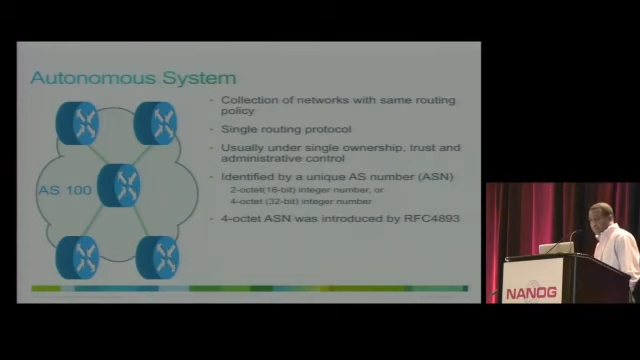 Autonomous System
AS 100
• Collection of networks with same routing
policy
• Single routing protocol
• Usually under single ownership, trust and
administrative control
• Identified by a unique AS number (ASN)
2-octet(16-bit) integer number, or
4-octet (32-bit) integer number
• 4-octet ASN was introduced by RFC4893
NANOG